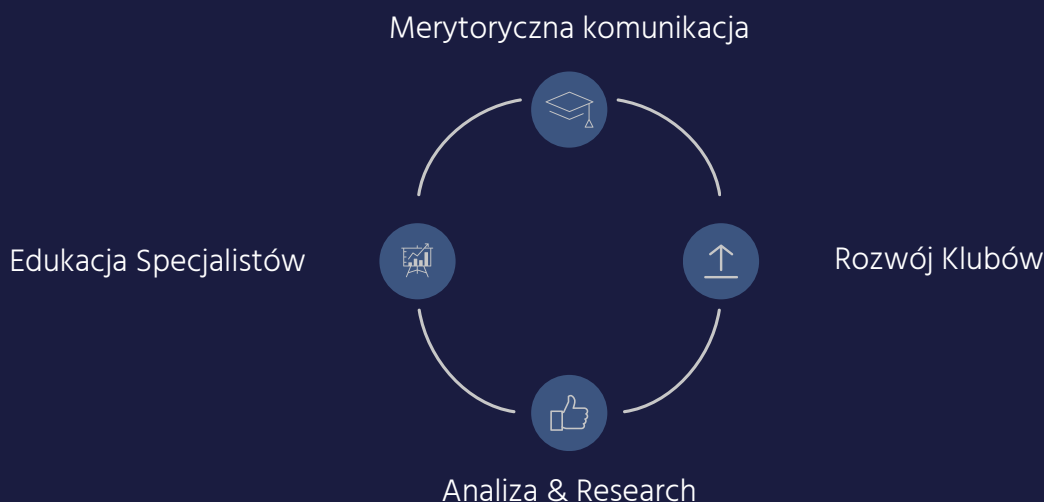 Merytoryczna komunikacja
Edukacja Specjalistów
Rozwój Klubów
Analiza & Research